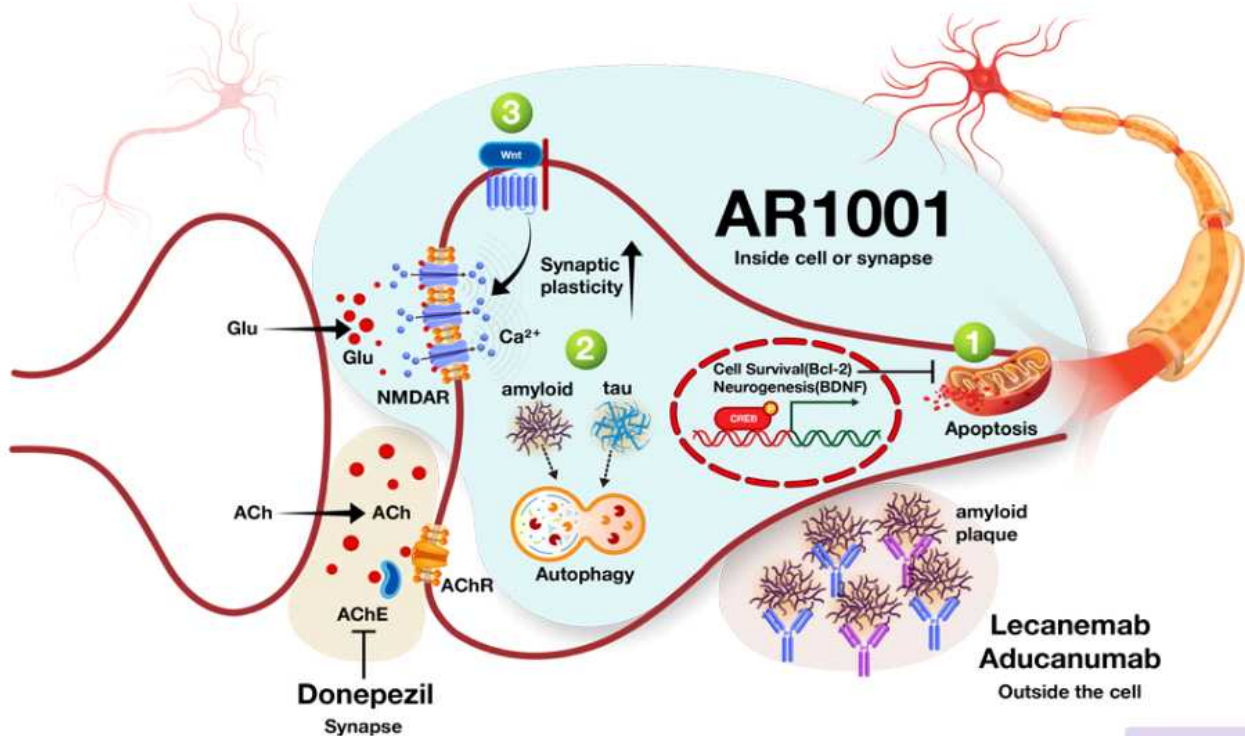 3
Wnt
AR1001
Inside cell or synapse
Synaptic
plasticity
Glu
Glu
Ca²⁺
NMDAR
2
amyloid
tau
1
Cell Survival(Bcl-2)
Neurogenesis(BDNF)
CREB
Apoptosis
ACh
ACh
AChR
Autophagy
amyloid
plaque
AChE
Lecanemab
Aducanumab
Outside the cell
Donepezil
Synapse